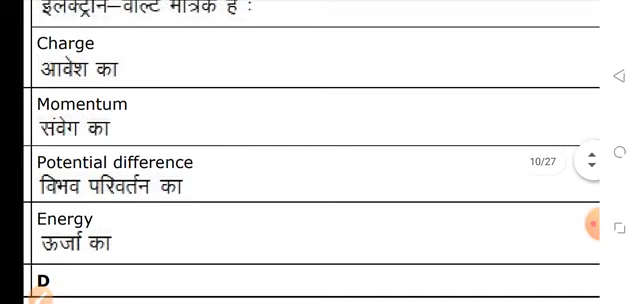 इलेक्ट्रॉन–वोल्ट मात्रक है :
Charge
आवेश का
Momentum
संवेग का
Potential difference
विभव परिवर्तन का
10/27
Energy
ऊर्जा का
D